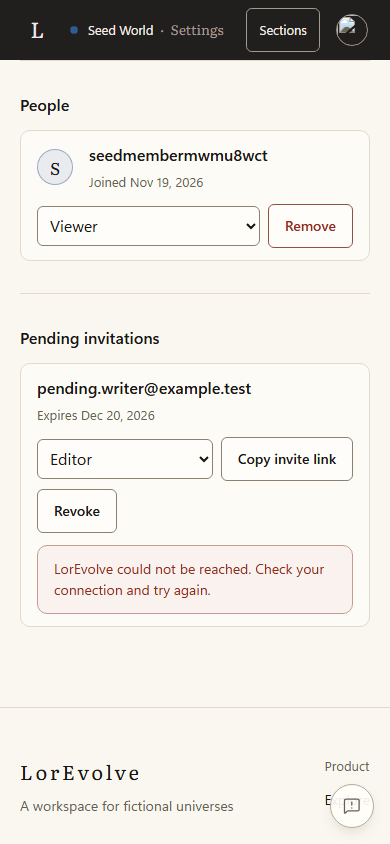 L
Seed World · Settings
Sections
People
S
seedmembermwmu8wct
Joined Nov 19, 2026
Viewer
Remove
Pending invitations
pending.writer@example.test
Expires Dec 20, 2026
Editor
Copy invite link
Revoke
LorEvolve could not be reached. Check your
connection and try again.
LorEvolve
A workspace for fictional universes
Product